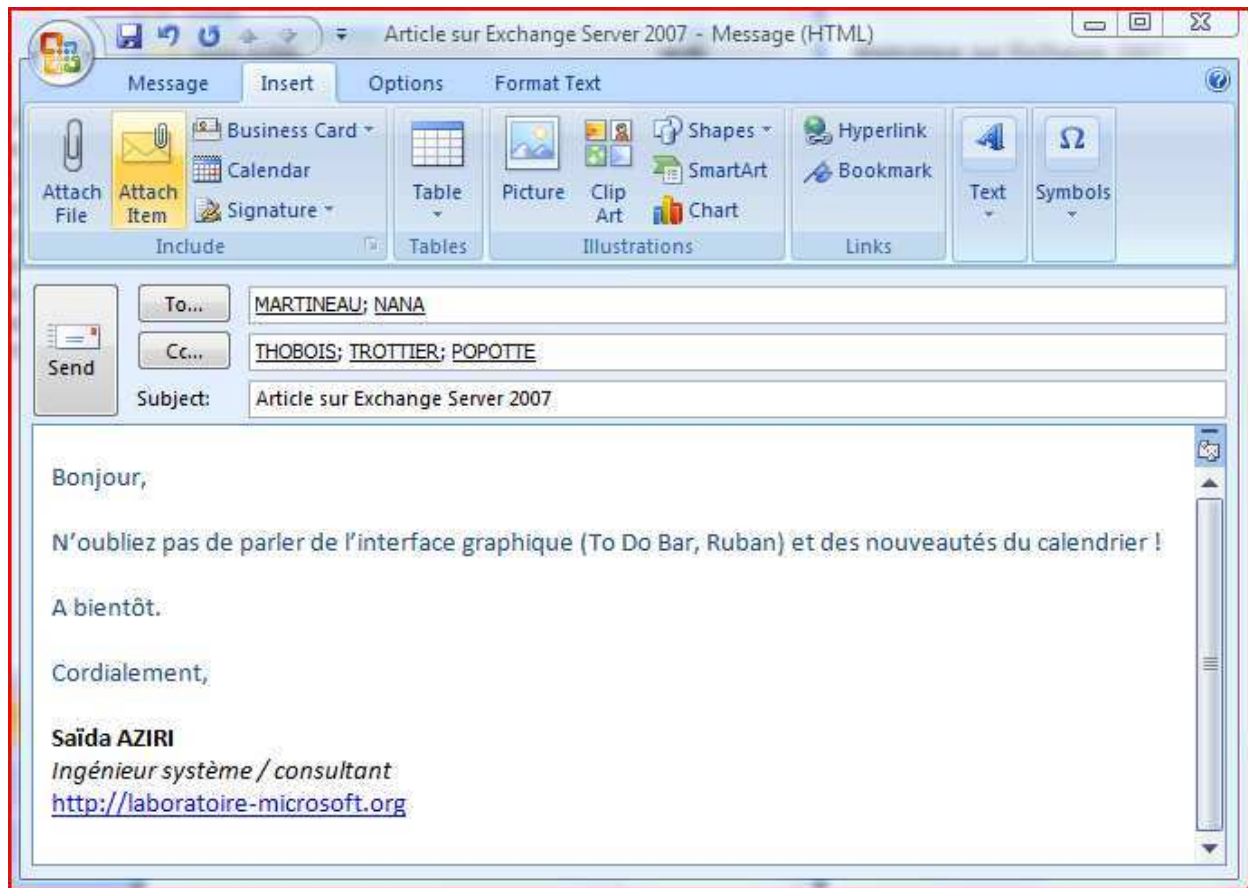 Article sur Exchange Server 2007 - Message (HTML)
Message Insert Options Format Text
Attach File
Attach Item
Business Card
Calendar
Signature
Include
Table
Tables
Picture
Clip Art
Shapes
SmartArt
Chart
Illustrations
Hyperlink
Bookmark
Links
Text
Symbols
Send
To... MARTINEAU; NANA
Cc... THOBOIS; TROTTIER; POPOTTE
Subject: Article sur Exchange Server 2007
Bonjour,
N’oubliez pas de parler de l’interface graphique (To Do Bar, Ruban) et des nouveautés du calendrier !
A bientôt.
Cordialement,
Saïda AZIRI
Ingénieur système / consultant
http://laboratoire-microsoft.org